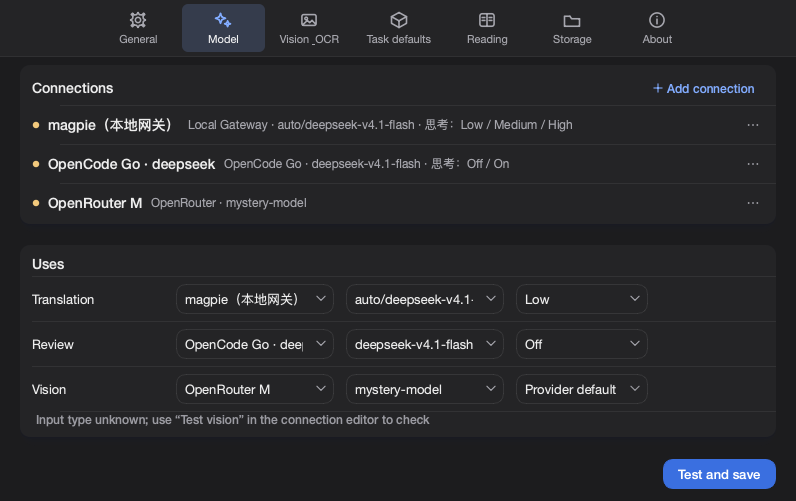 General Model Vision _OCR Task defaults Reading Storage About
Connections + Add connection
magpie（本地网关） Local Gateway · auto/deepseek-v4.1-flash · 思考：Low / Medium / High ···
OpenCode Go · deepseek OpenCode Go · deepseek-v4.1-flash · 思考：Off / On ···
OpenRouter M OpenRouter · mystery-model ···
Uses
Translation magpie（本地网关） auto/deepseek-v4.1- Low
Review OpenCode Go · deep deepseek-v4.1-flash Off
Vision OpenRouter M mystery-model Provider default
Input type unknown; use “Test vision” in the connection editor to check
Test and save